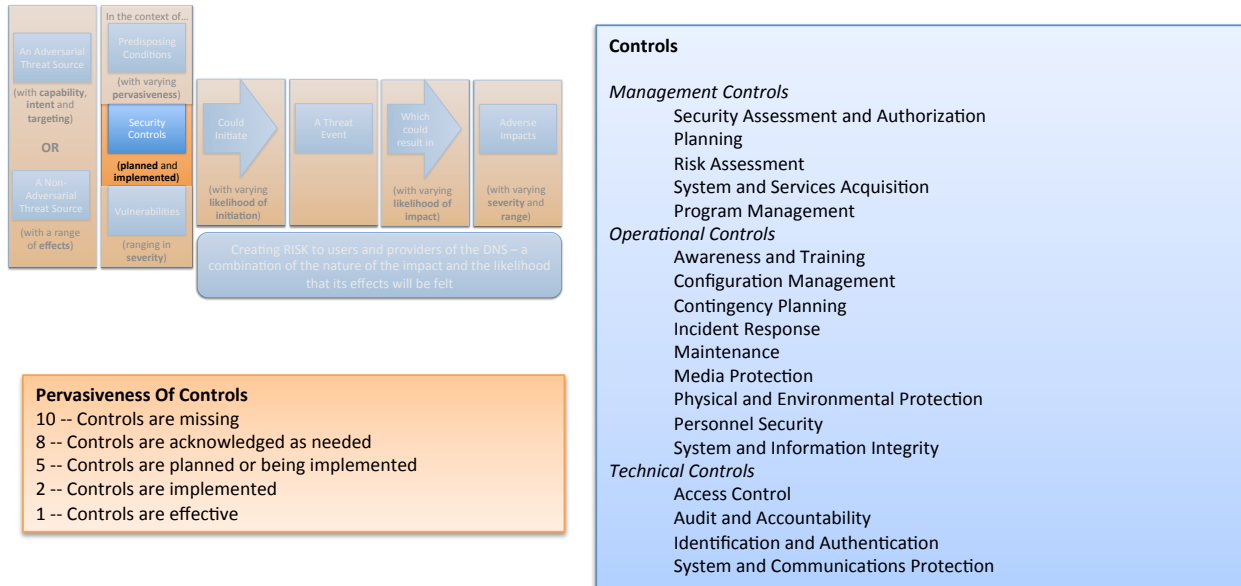 In the context of…
An Adversarial
Threat Source
(with capability,
intent and
targeting)
OR
A Non-
Adversarial
Threat Source
(with a range
of effects)
Predisposing
Conditions
(with varying
pervasiveness)
Security
Controls
(planned and
implemented)
Vulnerabilities
(ranging in
severity)
Could
Initiate
(with varying
likelihood of
initiation)
A Threat
Event
Which
could
result in
(with varying
likelihood of
impact)
Adverse
Impacts
(with varying
severity and
range)
Creating RISK to users and providers of the DNS – a
combination of the nature of the impact and the likelihood
that its effects will be felt
Pervasiveness Of Controls
10 -- Controls are missing
8 -- Controls are acknowledged as needed
5 -- Controls are planned or being implemented
2 -- Controls are implemented
1 -- Controls are effective
Controls
Management Controls
Security Assessment and Authorization
Planning
Risk Assessment
System and Services Acquisition
Program Management
Operational Controls
Awareness and Training
Configuration Management
Contingency Planning
Incident Response
Maintenance
Media Protection
Physical and Environmental Protection
Personnel Security
System and Information Integrity
Technical Controls
Access Control
Audit and Accountability
Identification and Authentication
System and Communications Protection